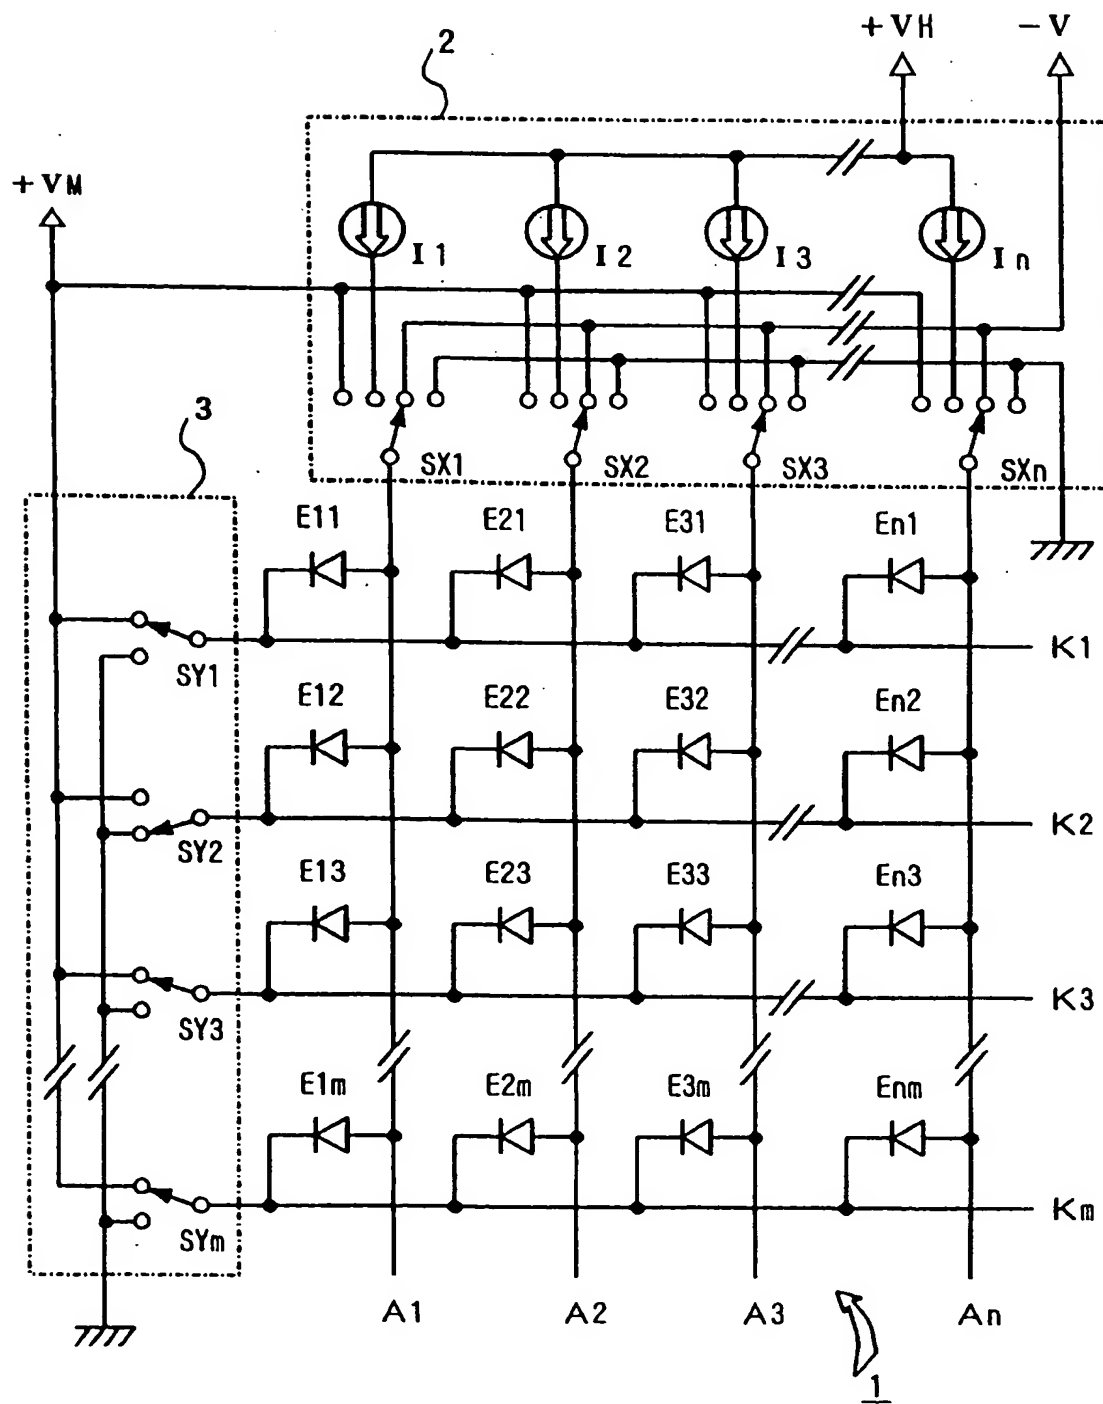 2
+VH
-V
+VM
I1
I2
I3
In
3
SX1
SX2
SX3
SXn
E11
E21
E31
En1
SY1
K1
E12
E22
E32
En2
SY2
K2
E13
E23
E33
En3
SY3
K3
E1m
E2m
E3m
Enm
SYm
Km
A1
A2
A3
An
1